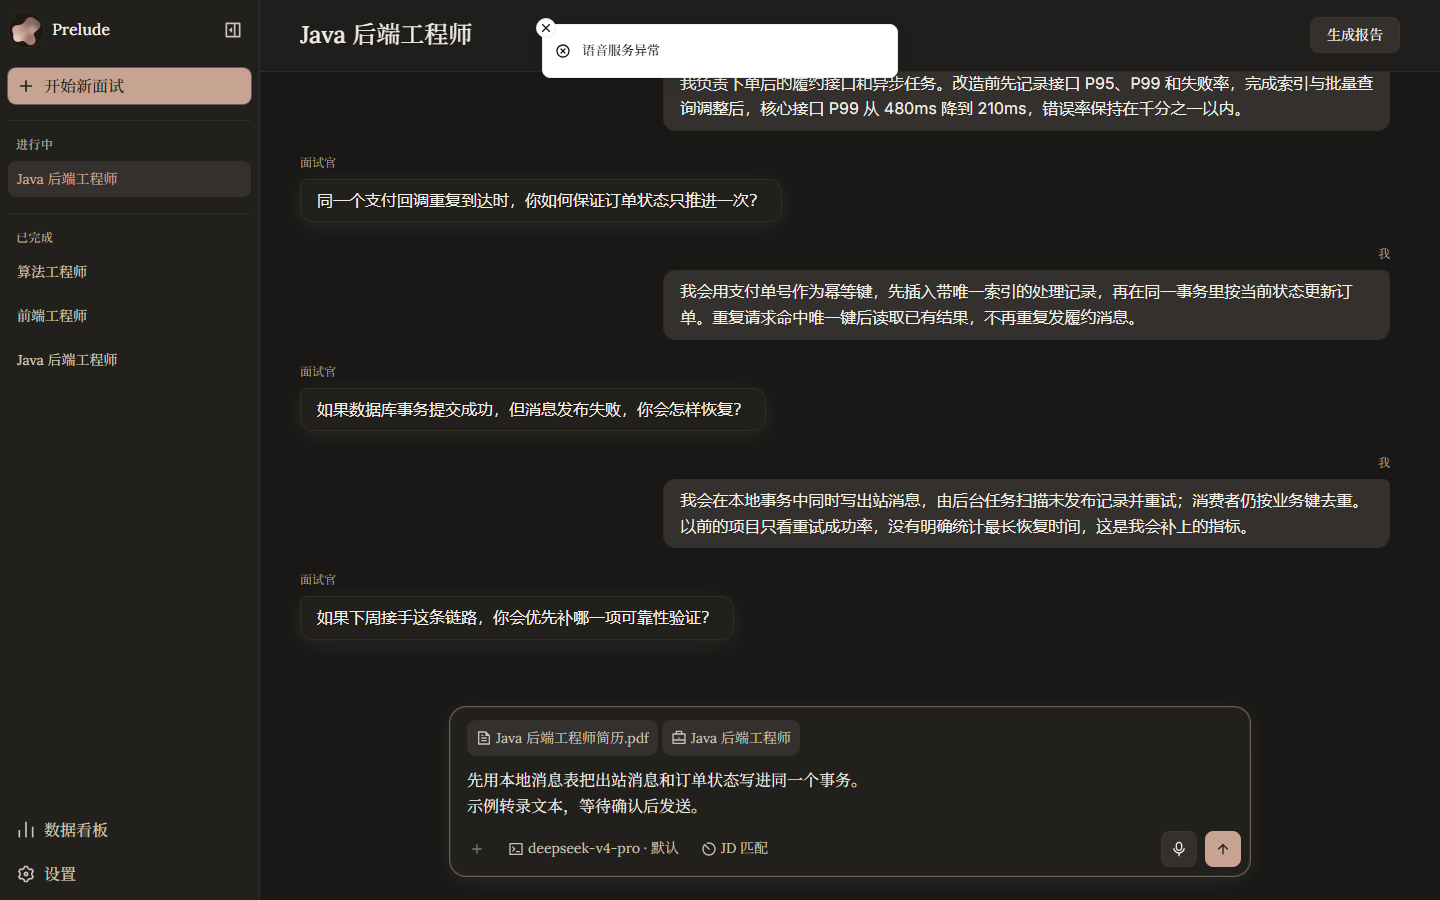 Prelude
开始新面试
进行中
Java 后端工程师
已完成
算法工程师
前端工程师
Java 后端工程师
数据看板
设置
Java 后端工程师
语音服务异常
生成报告
我负责下单后的履约接口和异步任务。改造前先记录接口 P95、P99 和失败率，完成索引与批量查
询调整后，核心接口 P99 从 480ms 降到 210ms，错误率保持在千分之一以内。
面试官
同一个支付回调重复到达时，你如何保证订单状态只推进一次？
我
我会用支付单号作为幂等键，先插入带唯一索引的处理记录，再在同一事务里按当前状态更新订
单。重复请求命中唯一键后读取已有结果，不再重复发履约消息。
面试官
如果数据库事务提交成功，但消息发布失败，你会怎样恢复？
我
我会在本地事务中同时写出站消息，由后台任务扫描未发布记录并重试；消费者仍按业务键去重。
以前的项目只看重试成功率，没有明确统计最长恢复时间，这是我会补上的指标。
面试官
如果下周接手这条链路，你会优先补哪一项可靠性验证？
Java 后端工程师简历.pdf
Java 后端工程师
先用本地消息表把出站消息和订单状态写进同一个事务。
示例转录文本，等待确认后发送。
deepseek-v4-pro · 默认
JD 匹配